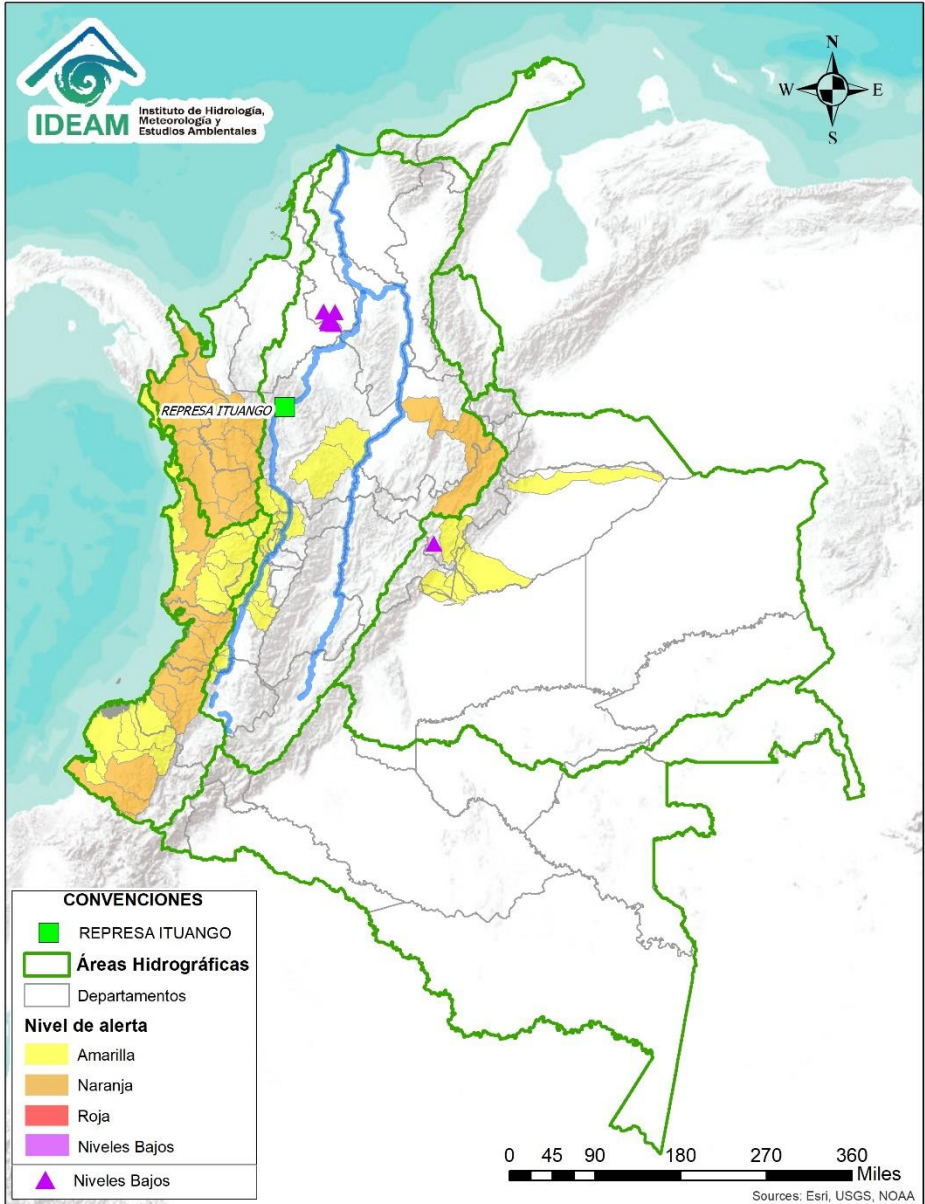 IDEAM
Instituto de Hidrología,
Meteorología y
Estudios Ambientales
N
W
E
S
REPRESA ITUANGO
CONVENCIONES
REPRESA ITUANGO
Áreas Hidrográficas
Departamentos
Nivel de alerta
Amarilla
Naranja
Roja
Niveles Bajos
Niveles Bajos
0 45 90 180 270 360
Miles
Sources: Esri, USGS, NOAA